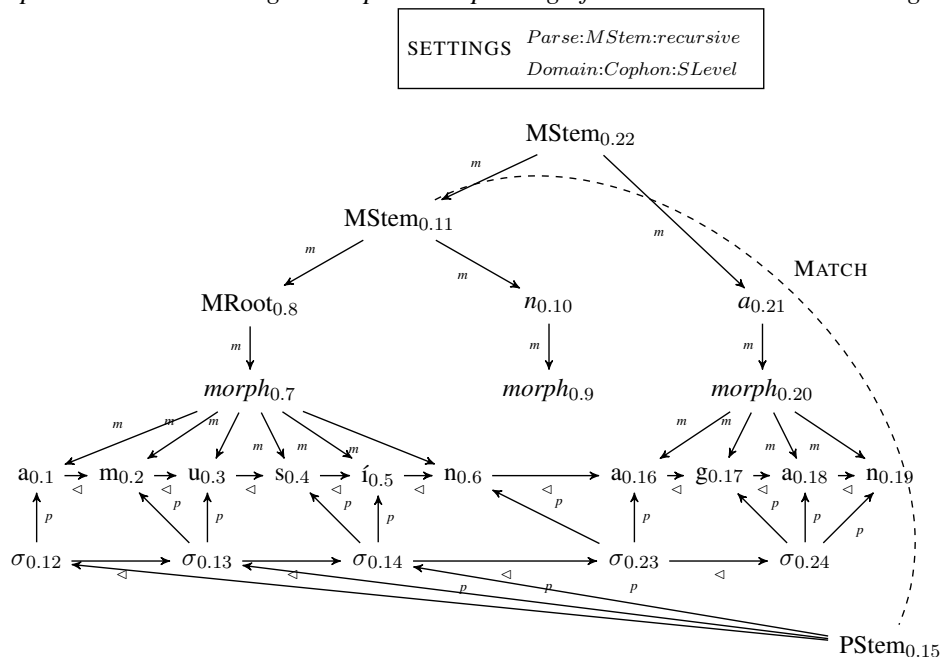 SETTINGS
Parse:MStem:recursive
Domain:Cophon:SLevel
MStem0.22
m
MStem0.11
m
m
m
MATCH
MRoot0.8
n0.10
a0.21
m
m
m
morph0.7
morph0.9
morph0.20
m
m
m
m
m
m
m
m
m
m
a0.1
m0.2
u0.3
s0.4
í0.5
n0.6
a0.16
g0.17
a0.18
n0.19
◁ ◁ ◁ ◁ ◁ ◁ ◁ ◁ ◁
p
p
p
p
p
p
p
p
p
p
σ0.12
σ0.13
σ0.14
σ0.23
σ0.24
◁ ◁ ◁ ◁
p
p
p
PStem0.15